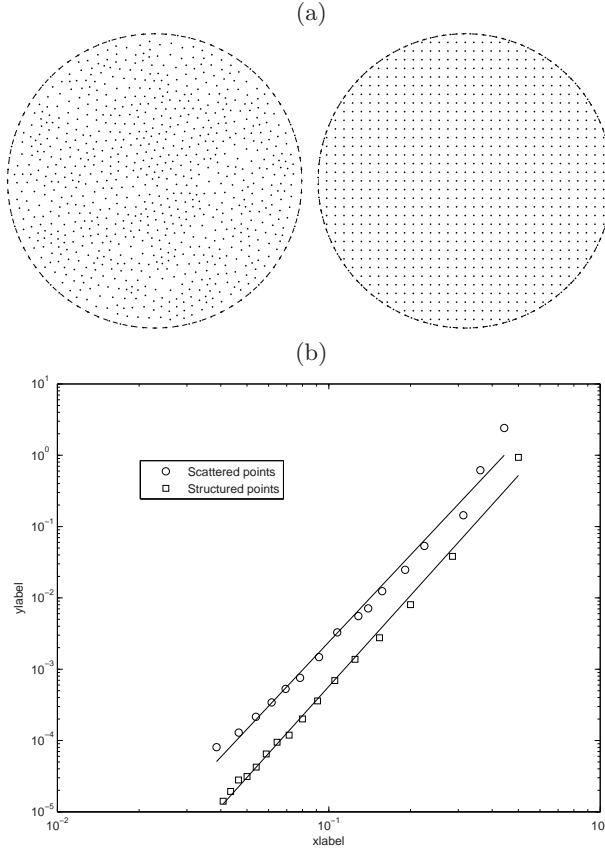 (a)
(b)
10^1
10^0
10^-1
10^-2
10^-3
10^-4
10^-5
ylabel
Scattered points
Structured points
10^-2
10^-1
10
xlabel